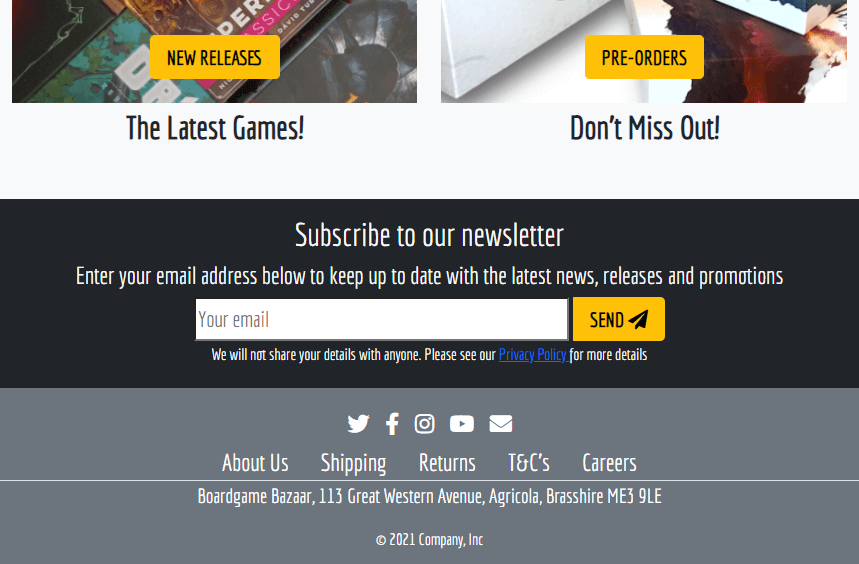 NEW RELEASES
PRE-ORDERS
The Latest Games!
Don't Miss Out!
Subscribe to our newsletter
Enter your email address below to keep up to date with the latest news, releases and promotions
Your email
SEND
We will not share your details with anyone. Please see our Privacy Policy for more details
About Us Shipping Returns T&C's Careers
Boardgame Bazaar, 113 Great Western Avenue, Agricola, Brasshire ME3 9LE
© 2021 Company, Inc